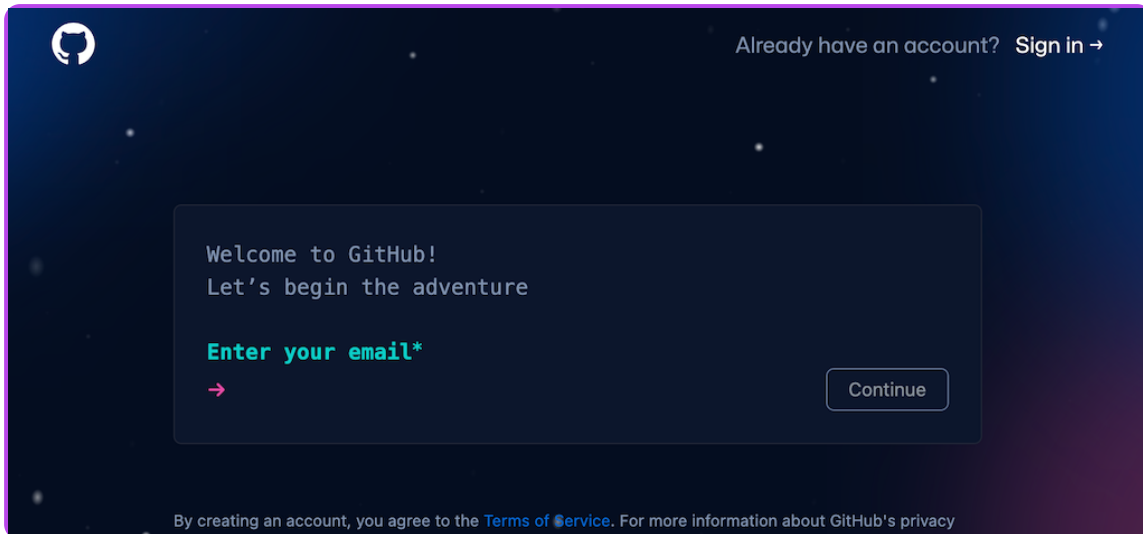 Already have an account? Sign in →
Welcome to GitHub!
Let’s begin the adventure
Enter your email*
→
Continue
By creating an account, you agree to the Terms of Service. For more information about GitHub's privacy